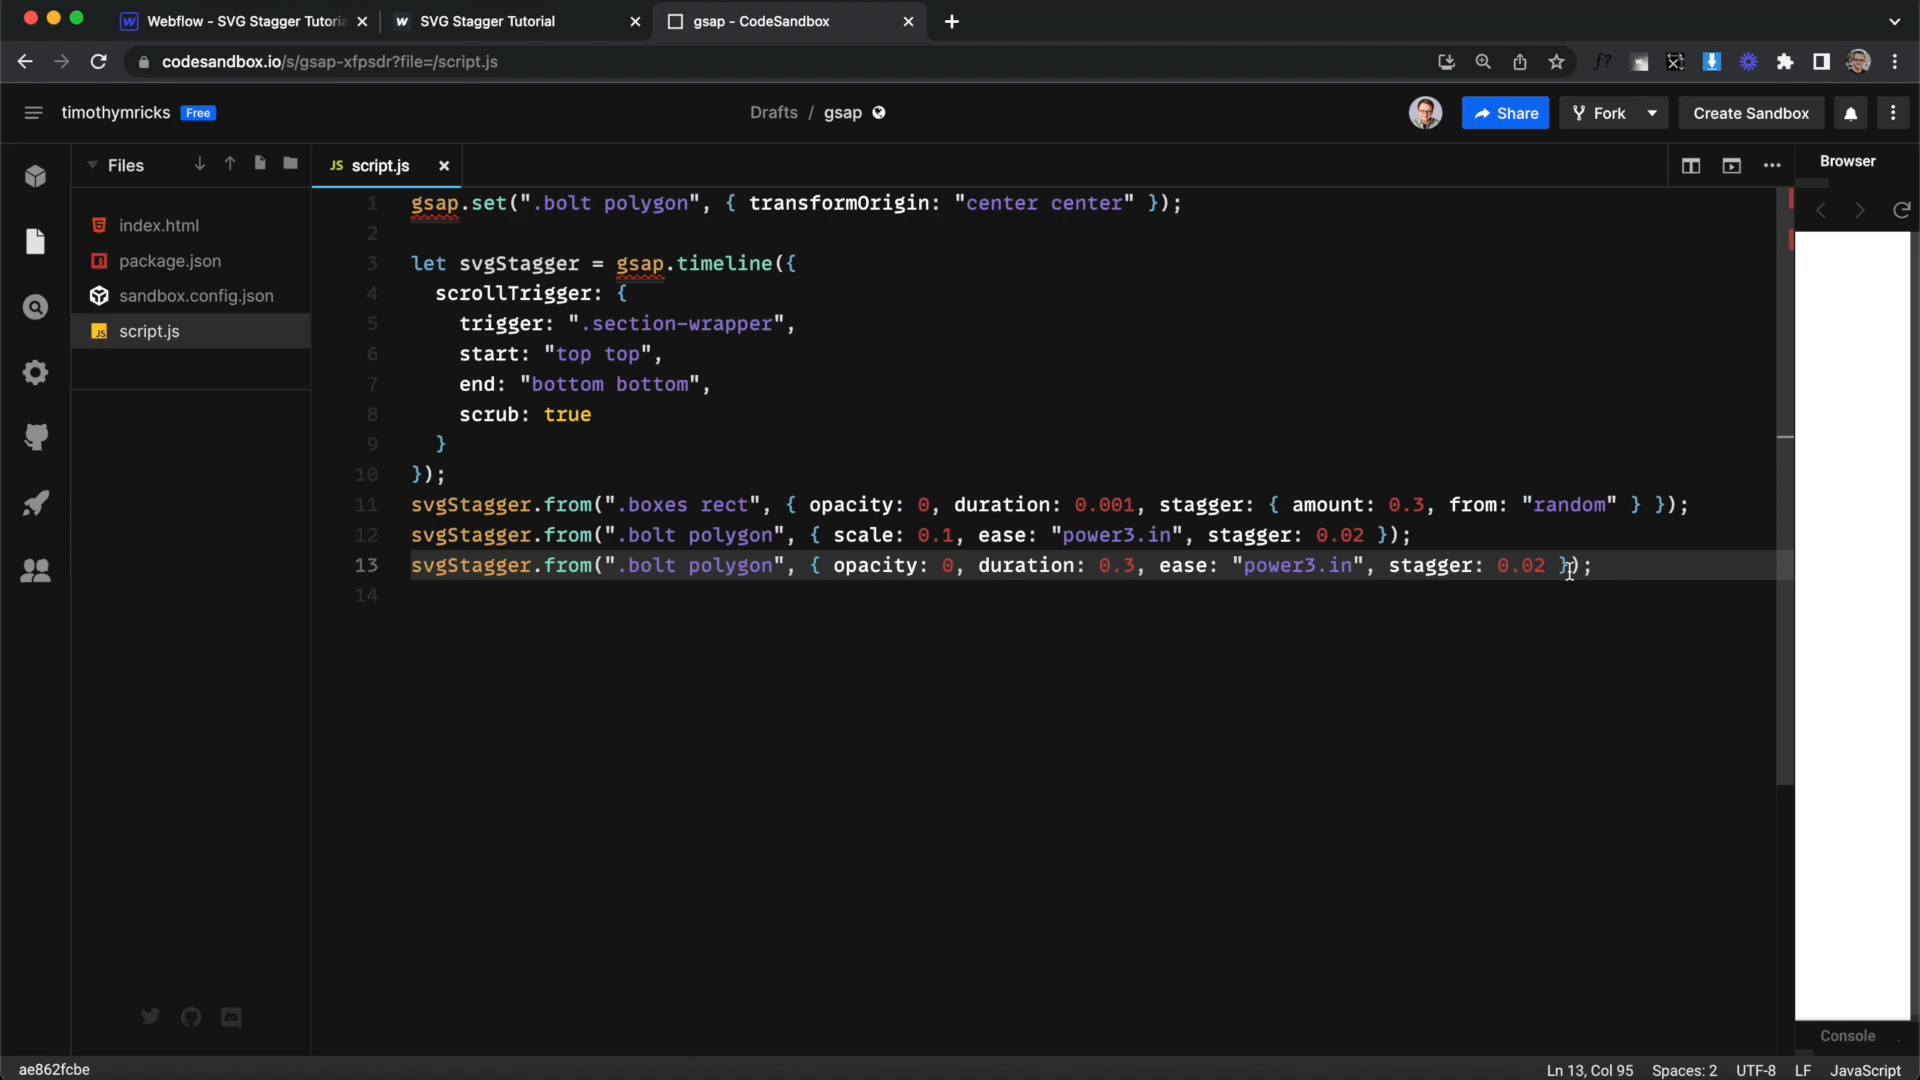 Webflow - SVG Stagger Tutoria
SVG Stagger Tutorial
gsap - CodeSandbox
codesandbox.io/s/gsap-xfpsdr?file=/script.js
timothymricks Free
Drafts / gsap
Share
Fork
Create Sandbox
Files
JS script.js
Browser
index.html
package.json
sandbox.config.json
script.js
1 gsap.set(".bolt polygon", { transformOrigin: "center center" });
2
3 let svgStagger = gsap.timeline({
4 scrollTrigger: {
5 trigger: ".section-wrapper",
6 start: "top top",
7 end: "bottom bottom",
8 scrub: true
9 }
10 });
11 svgStagger.from(".boxes rect", { opacity: 0, duration: 0.001, stagger: { amount: 0.3, from: "random" } });
12 svgStagger.from(".bolt polygon", { scale: 0.1, ease: "power3.in", stagger: 0.02 });
13 svgStagger.from(".bolt polygon", { opacity: 0, duration: 0.3, ease: "power3.in", stagger: 0.02 });
14
Console
ae862fcbe
Ln 13, Col 95 Spaces: 2 UTF-8 LF JavaScript